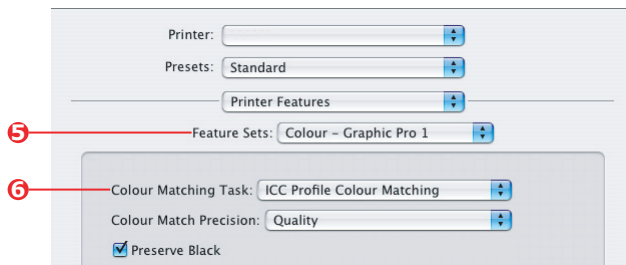 Printer:
Presets: Standard
Printer Features
5 Feature Sets: Colour – Graphic Pro 1
6 Colour Matching Task: ICC Profile Colour Matching
Colour Match Precision: Quality
Preserve Black